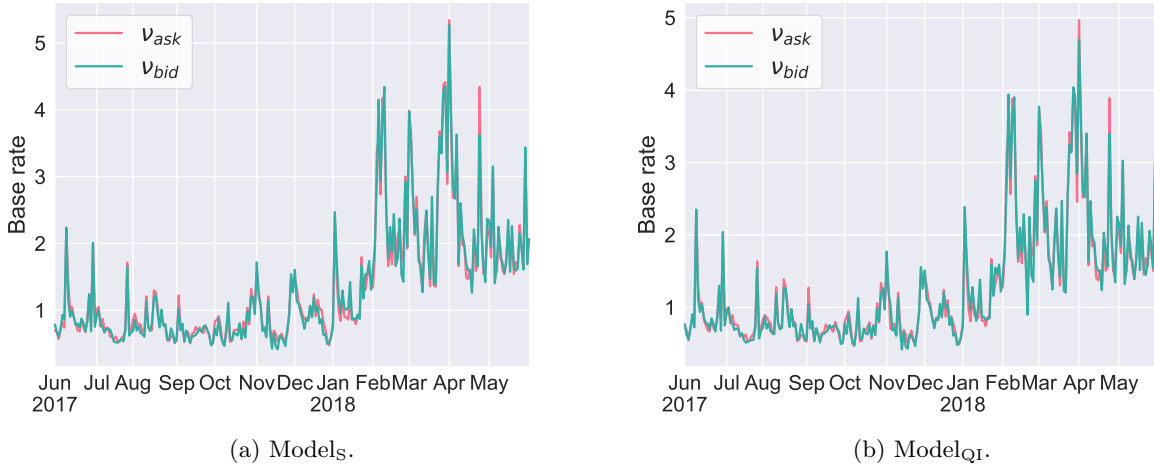 ν_ask
ν_bid
Base rate
5
4
3
2
1
Jun Jul Aug Sep Oct Nov Dec Jan Feb Mar Apr May
2017 2018
(a) Model_S.
ν_ask
ν_bid
Base rate
5
4
3
2
1
Jun Jul Aug Sep Oct Nov Dec Jan Feb Mar Apr May
2017 2018
(b) Model_QI.